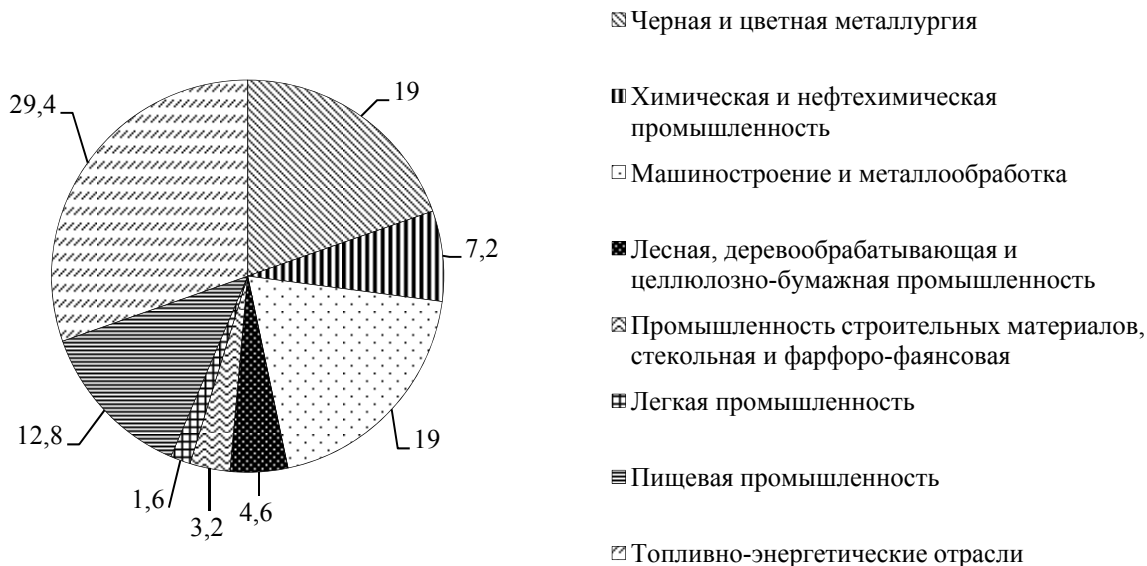 19
7,2
19
4,6
3,2
1,6
12,8
29,4
Черная и цветная металлургия
Химическая и нефтехимическая
промышленность
Машиностроение и металлообработка
Лесная, деревообрабатывающая и
целлюлозно-бумажная промышленность
Промышленность строительных материалов,
стекольная и фарфоро-фаянсовая
Легкая промышленность
Пищевая промышленность
Топливно-энергетические отрасли